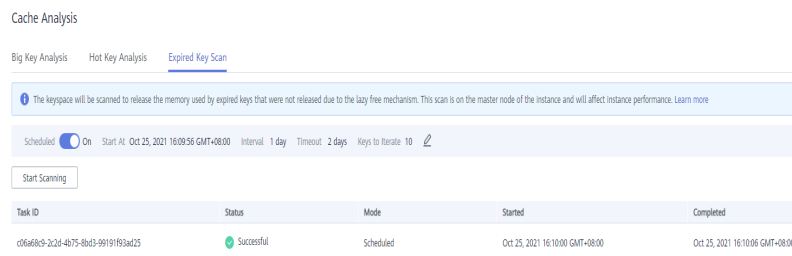 Cache Analysis
Big Key Analysis Hot Key Analysis Expired Key Scan
The keyspace will be scanned to release the memory used by expired keys that were not released due to the lazy free mechanism. This scan is on the master node of the instance and will affect instance performance. Learn more
Scheduled On Start At Oct 25, 2021 16:09:56 GMT+08:00 Interval 1 day Timeout 2 days Keys to Iterate 10
Start Scanning
Task ID Status Mode Started Completed
c06a68c9-2c2d-4b75-8bd3-99191f93ad25 Successful Scheduled Oct 25, 2021 16:10:00 GMT+08:00 Oct 25, 2021 16:10:06 GMT+08:00